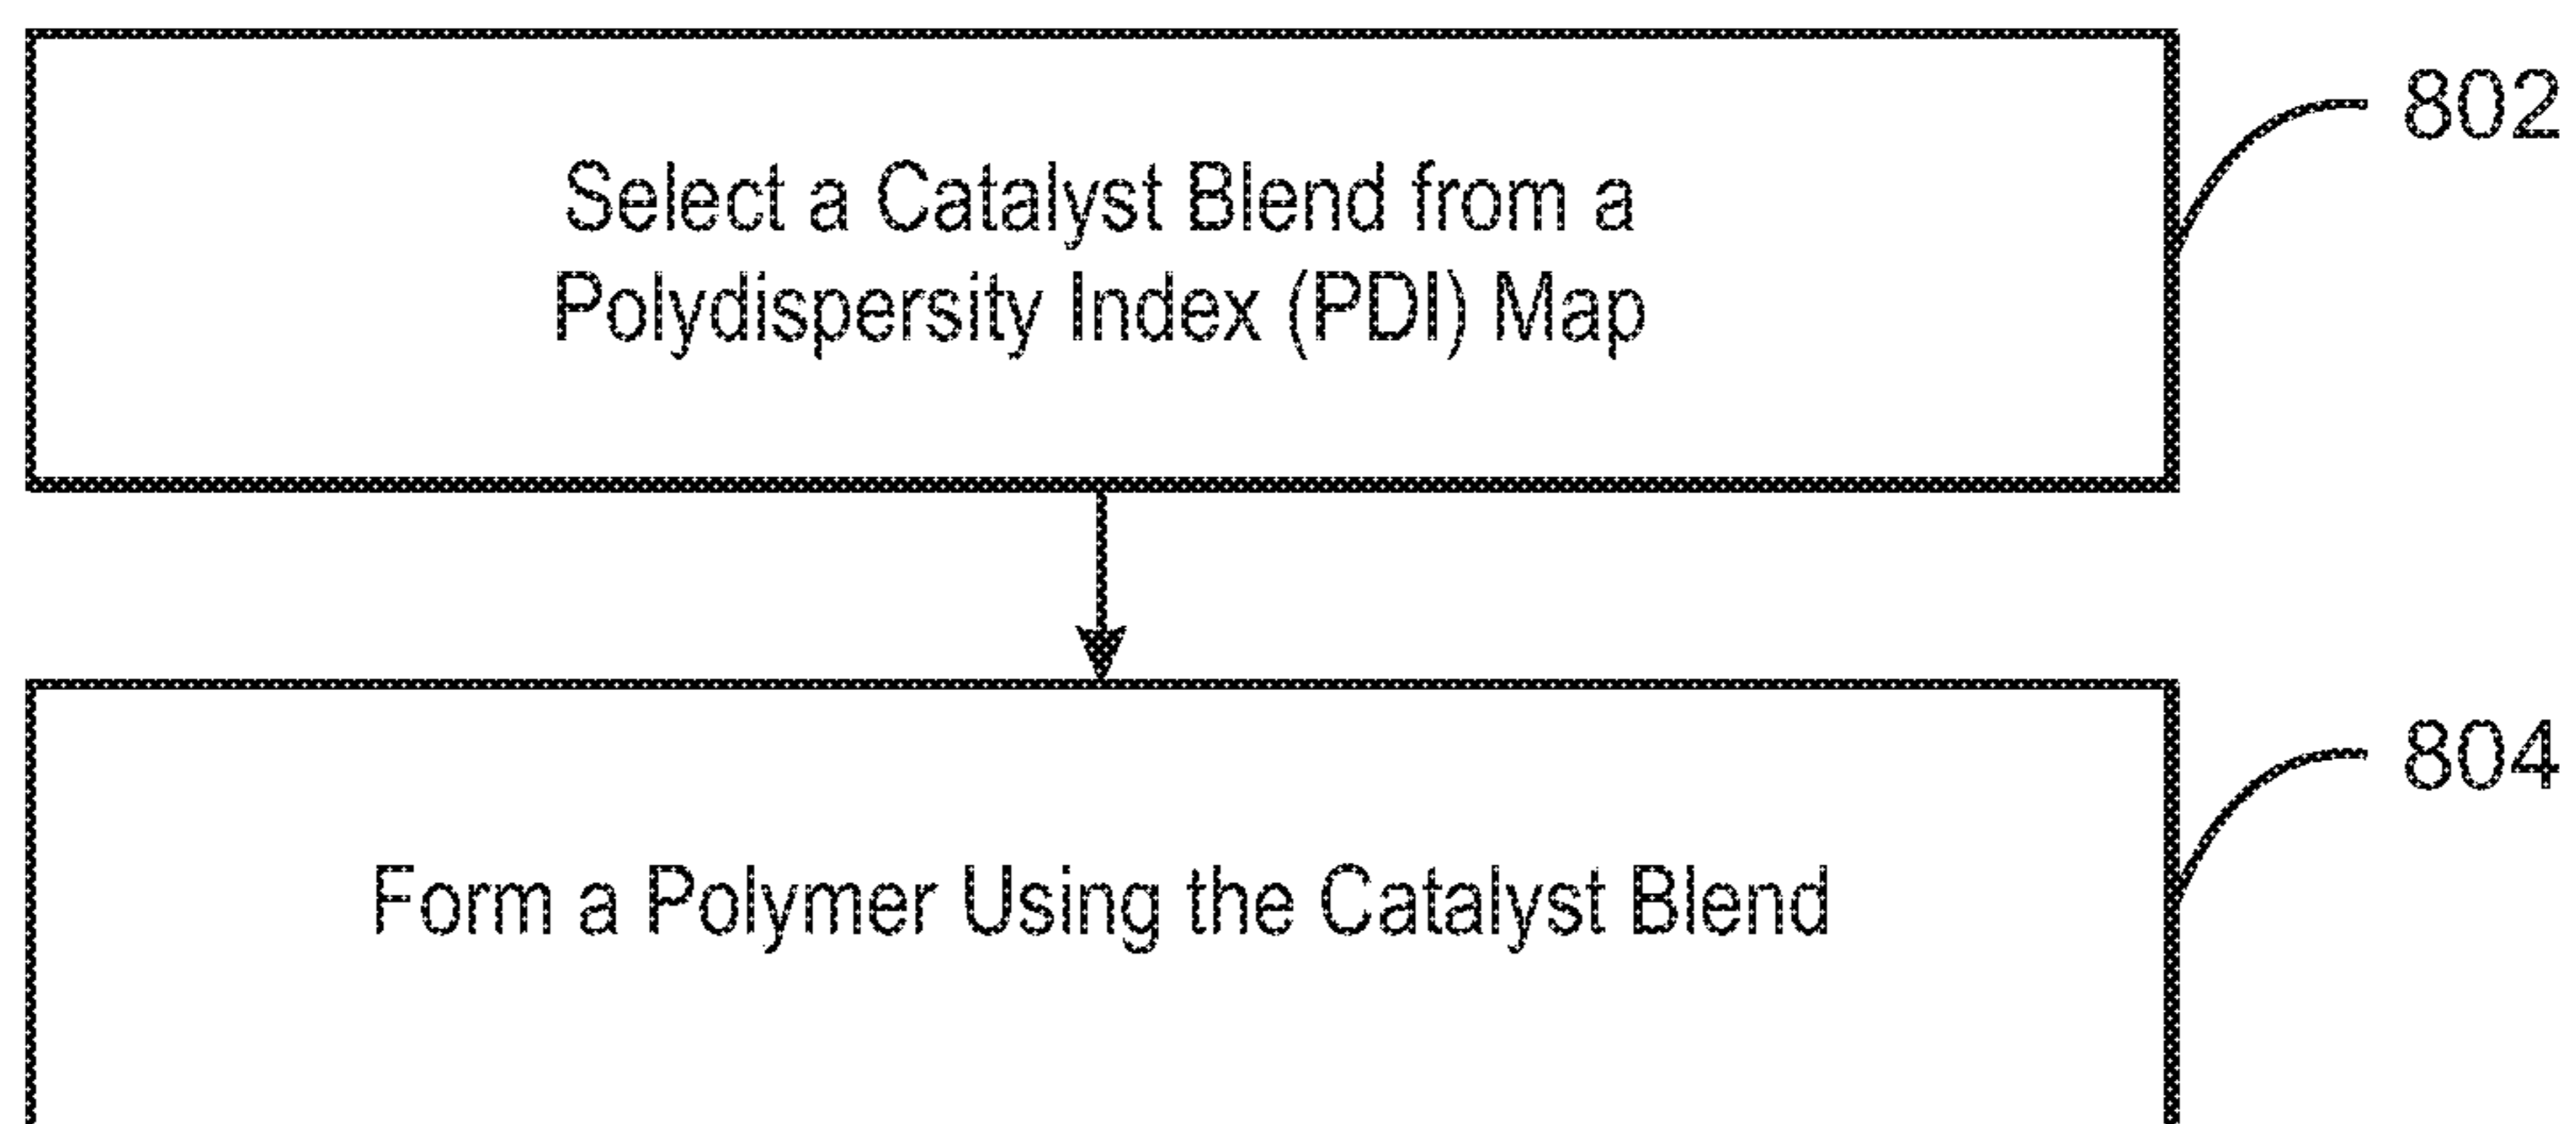 802
Select a Catalyst Blend from a
Polydispersity Index (PDI) Map
804
Form a Polymer Using the Catalyst Blend